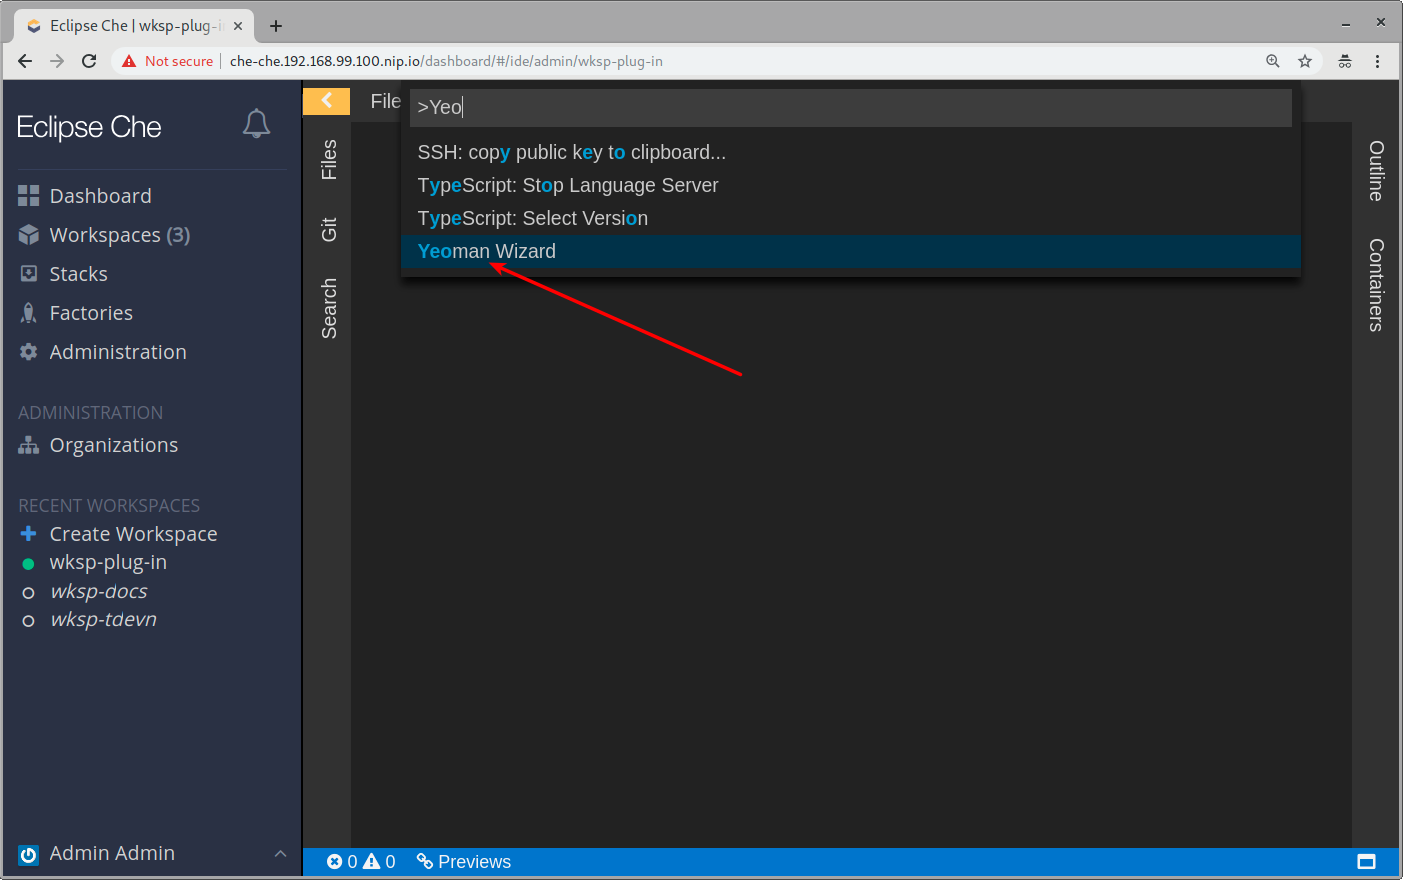 Eclipse Che | wksp-plug-i
Not secure | che-che.192.168.99.100.nip.io/dashboard/#/ide/admin/wksp-plug-in
Eclipse Che
Dashboard
Workspaces (3)
Stacks
Factories
Administration
ADMINISTRATION
Organizations
RECENT WORKSPACES
Create Workspace
wksp-plug-in
wksp-docs
wksp-tdevn
Admin Admin
Files
Git
Search
File
>Yeo
SSH: copy public key to clipboard...
TypeScript: Stop Language Server
TypeScript: Select Version
Yeoman Wizard
Outline
Containers
0 0 Previews